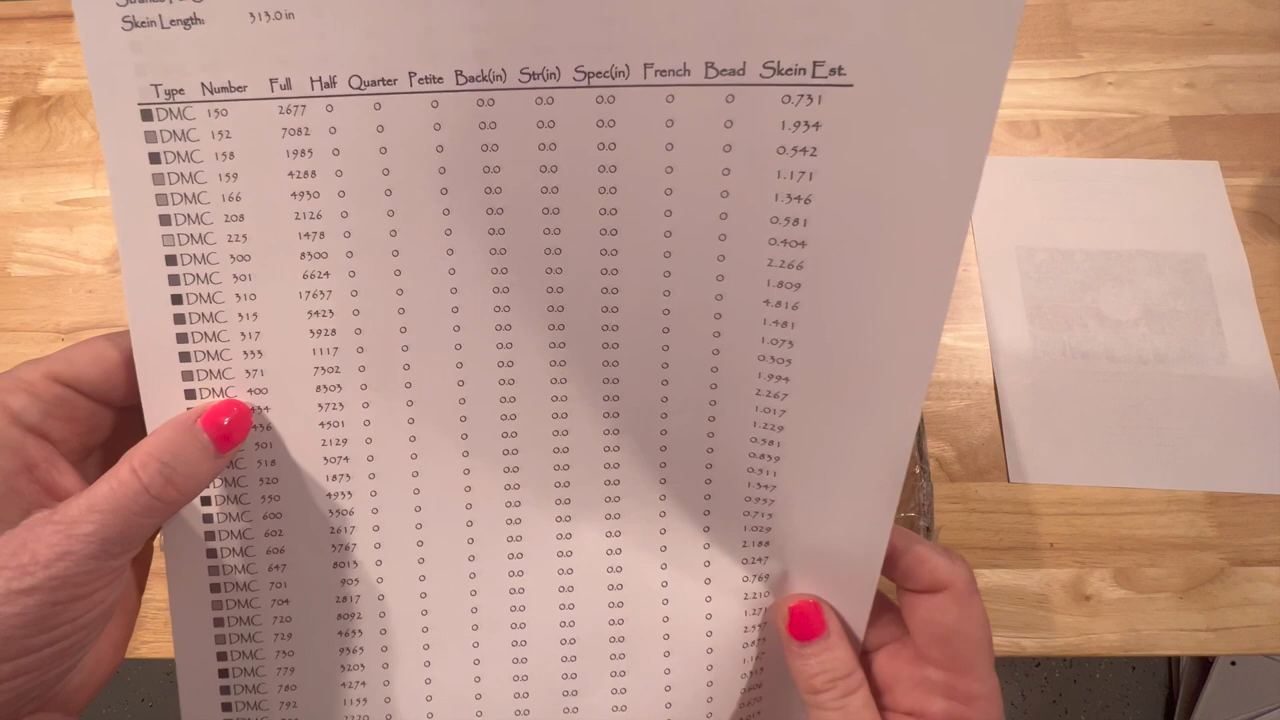 Skein Length: 313.0 in
Type Number Full Half Quarter Petite Back(in) Str(in) Spec(in) French Bead Skein Est.
DMC 150 2677 0 0 0 0.0 0.0 0.0 0 0 0.731
DMC 152 7082 0 0 0 0.0 0.0 0.0 0 0 1.934
DMC 158 1985 0 0 0 0.0 0.0 0.0 0 0 0.542
DMC 159 4288 0 0 0 0.0 0.0 0.0 0 0 1.171
DMC 166 4930 0 0 0 0.0 0.0 0.0 0 0 1.346
DMC 208 2126 0 0 0 0.0 0.0 0.0 0 0 0.581
DMC 225 1478 0 0 0 0.0 0.0 0.0 0 0 0.404
DMC 300 8300 0 0 0 0.0 0.0 0.0 0 0 2.266
DMC 301 6624 0 0 0 0.0 0.0 0.0 0 0 1.809
DMC 310 17637 0 0 0 0.0 0.0 0.0 0 0 4.816
DMC 315 5423 0 0 0 0.0 0.0 0.0 0 0 1.481
DMC 317 3928 0 0 0 0.0 0.0 0.0 0 0 1.073
DMC 333 1117 0 0 0 0.0 0.0 0.0 0 0 0.305
DMC 371 7302 0 0 0 0.0 0.0 0.0 0 0 1.994
DMC 400 8303 0 0 0 0.0 0.0 0.0 0 0 2.267
3723 0 0 0 0.0 0.0 0.0 0 0 1.017
4501 0 0 0 0.0 0.0 0.0 0 0 1.229
501 2129 0 0 0 0.0 0.0 0.0 0 0 0.581
518 3074 0 0 0 0.0 0.0 0.0 0 0 0.839
DMC 520 1873 0 0 0 0.0 0.0 0.0 0 0 0.511
DMC 550 4933 0 0 0 0.0 0.0 0.0 0 0 1.347
DMC 600 3506 0 0 0 0.0 0.0 0.0 0 0 0.957
DMC 602 2617 0 0 0 0.0 0.0 0.0 0 0 0.715
DMC 606 3767 0 0 0 0.0 0.0 0.0 0 0 1.029
DMC 647 8013 0 0 0 0.0 0.0 0.0 0 0 2.188
DMC 701 905 0 0 0 0.0 0.0 0.0 0 0 0.247
DMC 704 2817 0 0 0 0.0 0.0 0.0 0 0 0.769
DMC 720 8092 0 0 0 0.0 0.0 0.0 0 0 2.210
DMC 729 4655 0 0 0 0.0 0.0 0.0 0
DMC 730 9365 0 0 0 0.0 0.0 0.0 0
DMC 779 3203 0 0 0 0.0 0.0 0.0 0
DMC 780 4274 0 0 0 0.0 0.0 0.0 0
DMC 792 1155 0 0 0 0.0 0.0 0.0 0